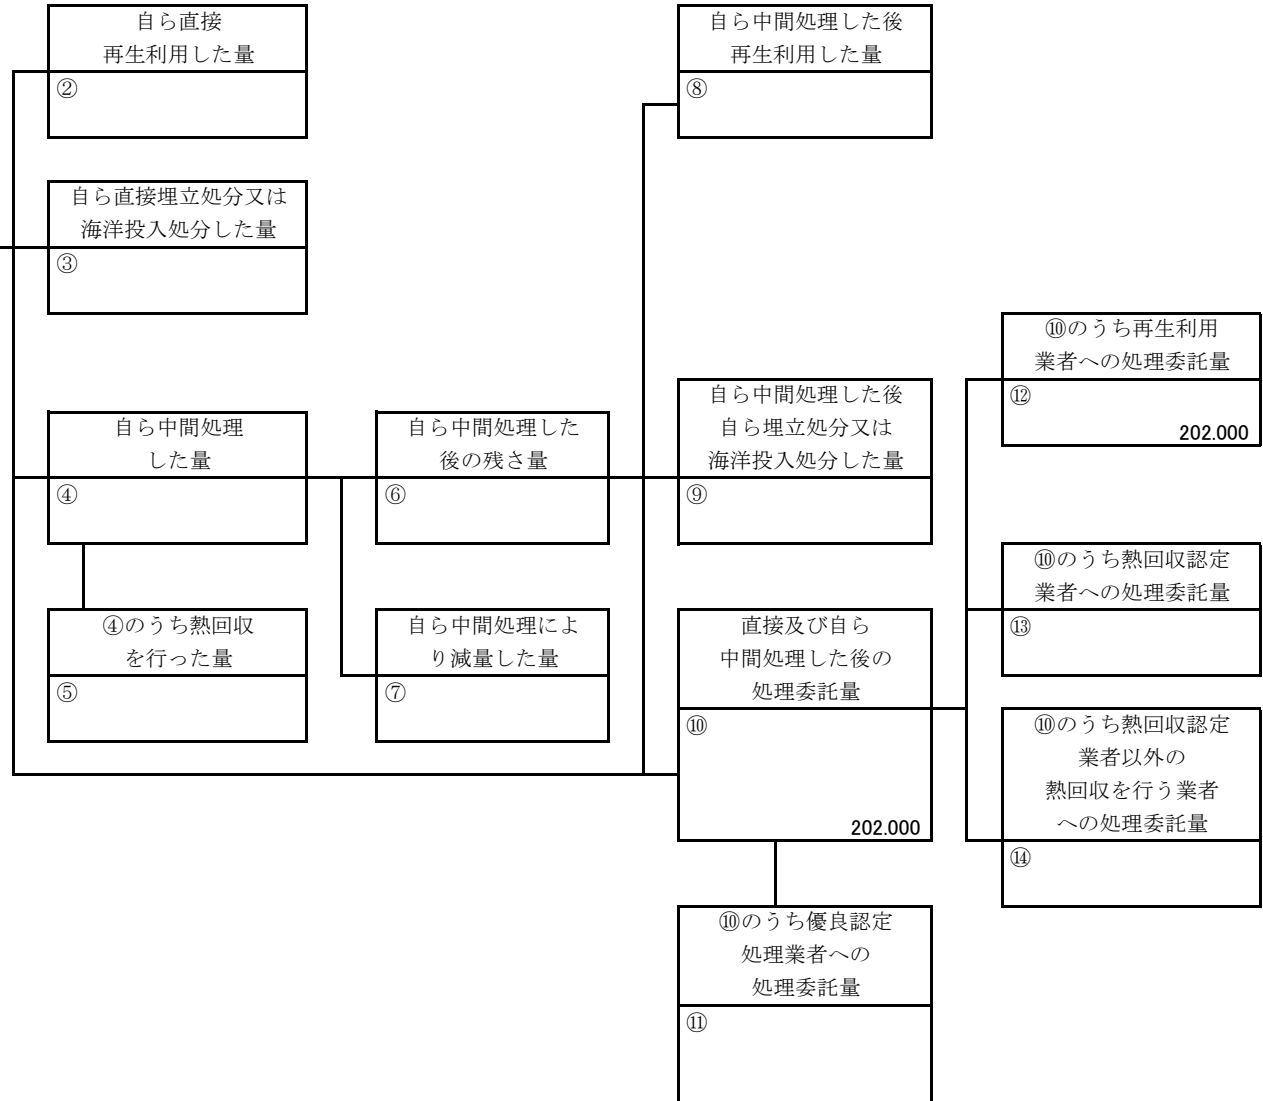 自ら直接
再生利用した量
②
自ら直接埋立処分又は
海洋投入処分した量
③
自ら中間処理
した量
④
④のうち熱回収
を行った量
⑤
自ら中間処理した
後の残さ量
⑥
自ら中間処理によ
り減量した量
⑦
自ら中間処理した後
再生利用した量
⑧
自ら中間処理した後
自ら埋立処分又は
海洋投入処分した量
⑨
直接及び自ら
中間処理した後の
処理委託量
⑩
202.000
⑩のうち優良認定
処理業者への
処理委託量
⑪
⑩のうち再生利用
業者への処理委託量
⑫
202.000
⑩のうち熱回収認定
業者への処理委託量
⑬
⑩のうち熱回収認定
業者以外の
熱回収を行う業者
への処理委託量
⑭